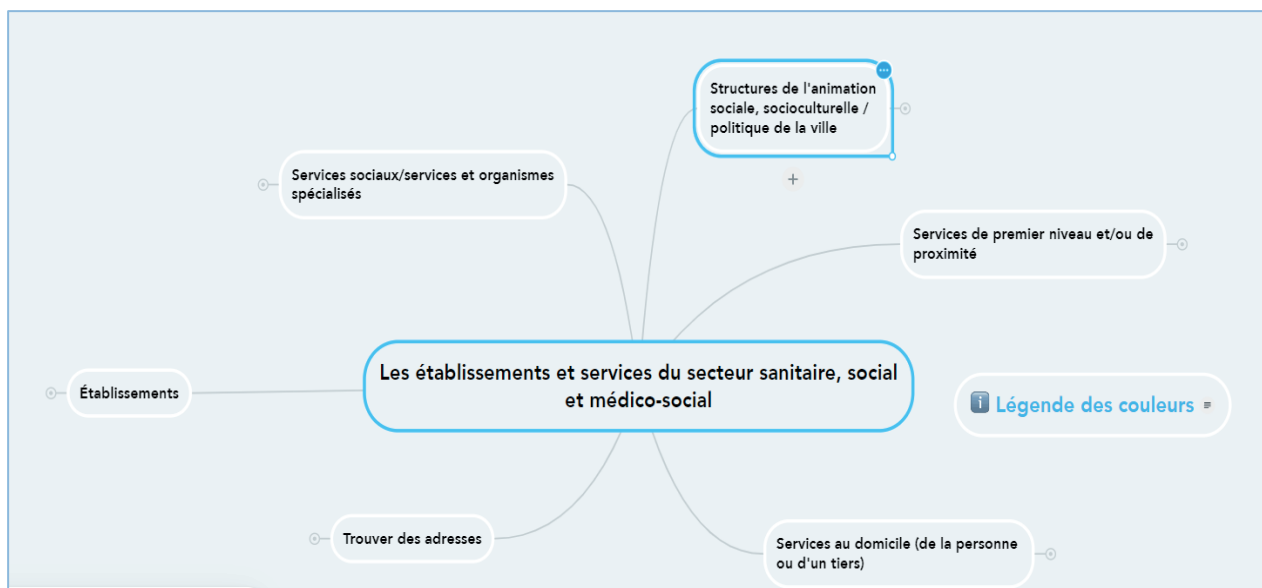 Structures de l'animation
sociale, socioculturelle /
politique de la ville
Services sociaux/services et organismes
spécialisés
Services de premier niveau et/ou de
proximité
Les établissements et services du secteur sanitaire, social
et médico-social
Établissements
Légende des couleurs
Trouver des adresses
Services au domicile (de la personne
ou d'un tiers)